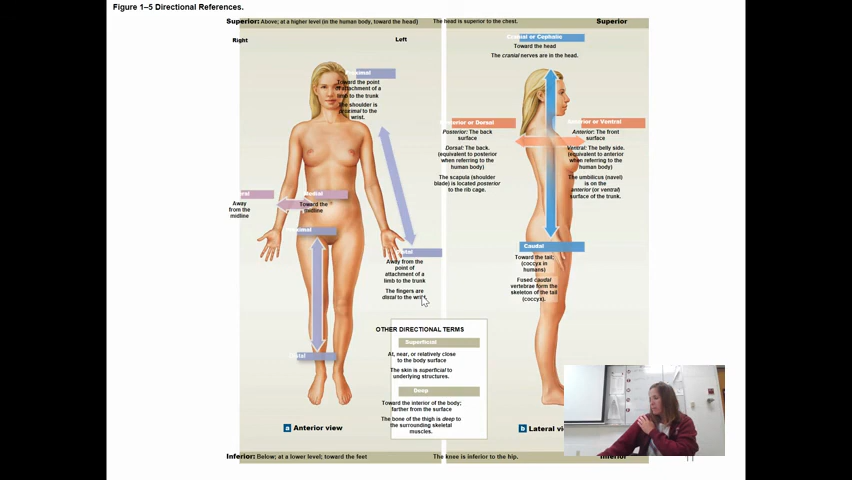 Figure 1–5 Directional References.
Superior: Above; at a higher level (in the human body, toward the head)
The head is superior to the chest.
Superior
Right
Left
Toward the point
of attachment of a
limb to the trunk
The shoulder is
proximal to the
wrist.
Medial
Away
from the
midline
Toward the
midline
Away from the
point of
attachment of a
limb to the trunk
The fingers are
distal to the wrist.
Cranial or Cephalic
Toward the head
The cranial nerves are in the head.
or Dorsal
Posterior: The back
surface
Dorsal: The back.
(equivalent to posterior
when referring to the
human body)
The scapula (shoulder
blade) is located posterior
to the rib cage.
or Ventral
Anterior: The front
surface
Ventral: The belly side.
(equivalent to anterior
when referring to the
human body)
The umbilicus (navel)
is on the
anterior (or ventral)
surface of the trunk.
Caudal
Toward the tail;
(coccyx in
humans)
Fused caudal
vertebrae form the
skeleton of the tail
(coccyx).
OTHER DIRECTIONAL TERMS
Superficial
At, near, or relatively close
to the body surface
The skin is superficial to
underlying structures.
Deep
Toward the interior of the body;
farther from the surface
The bone of the thigh is deep to
the surrounding skeletal
muscles.
a Anterior view
b Lateral
Inferior: Below; at a lower level; toward the feet
The knee is inferior to the hip.
Inferior